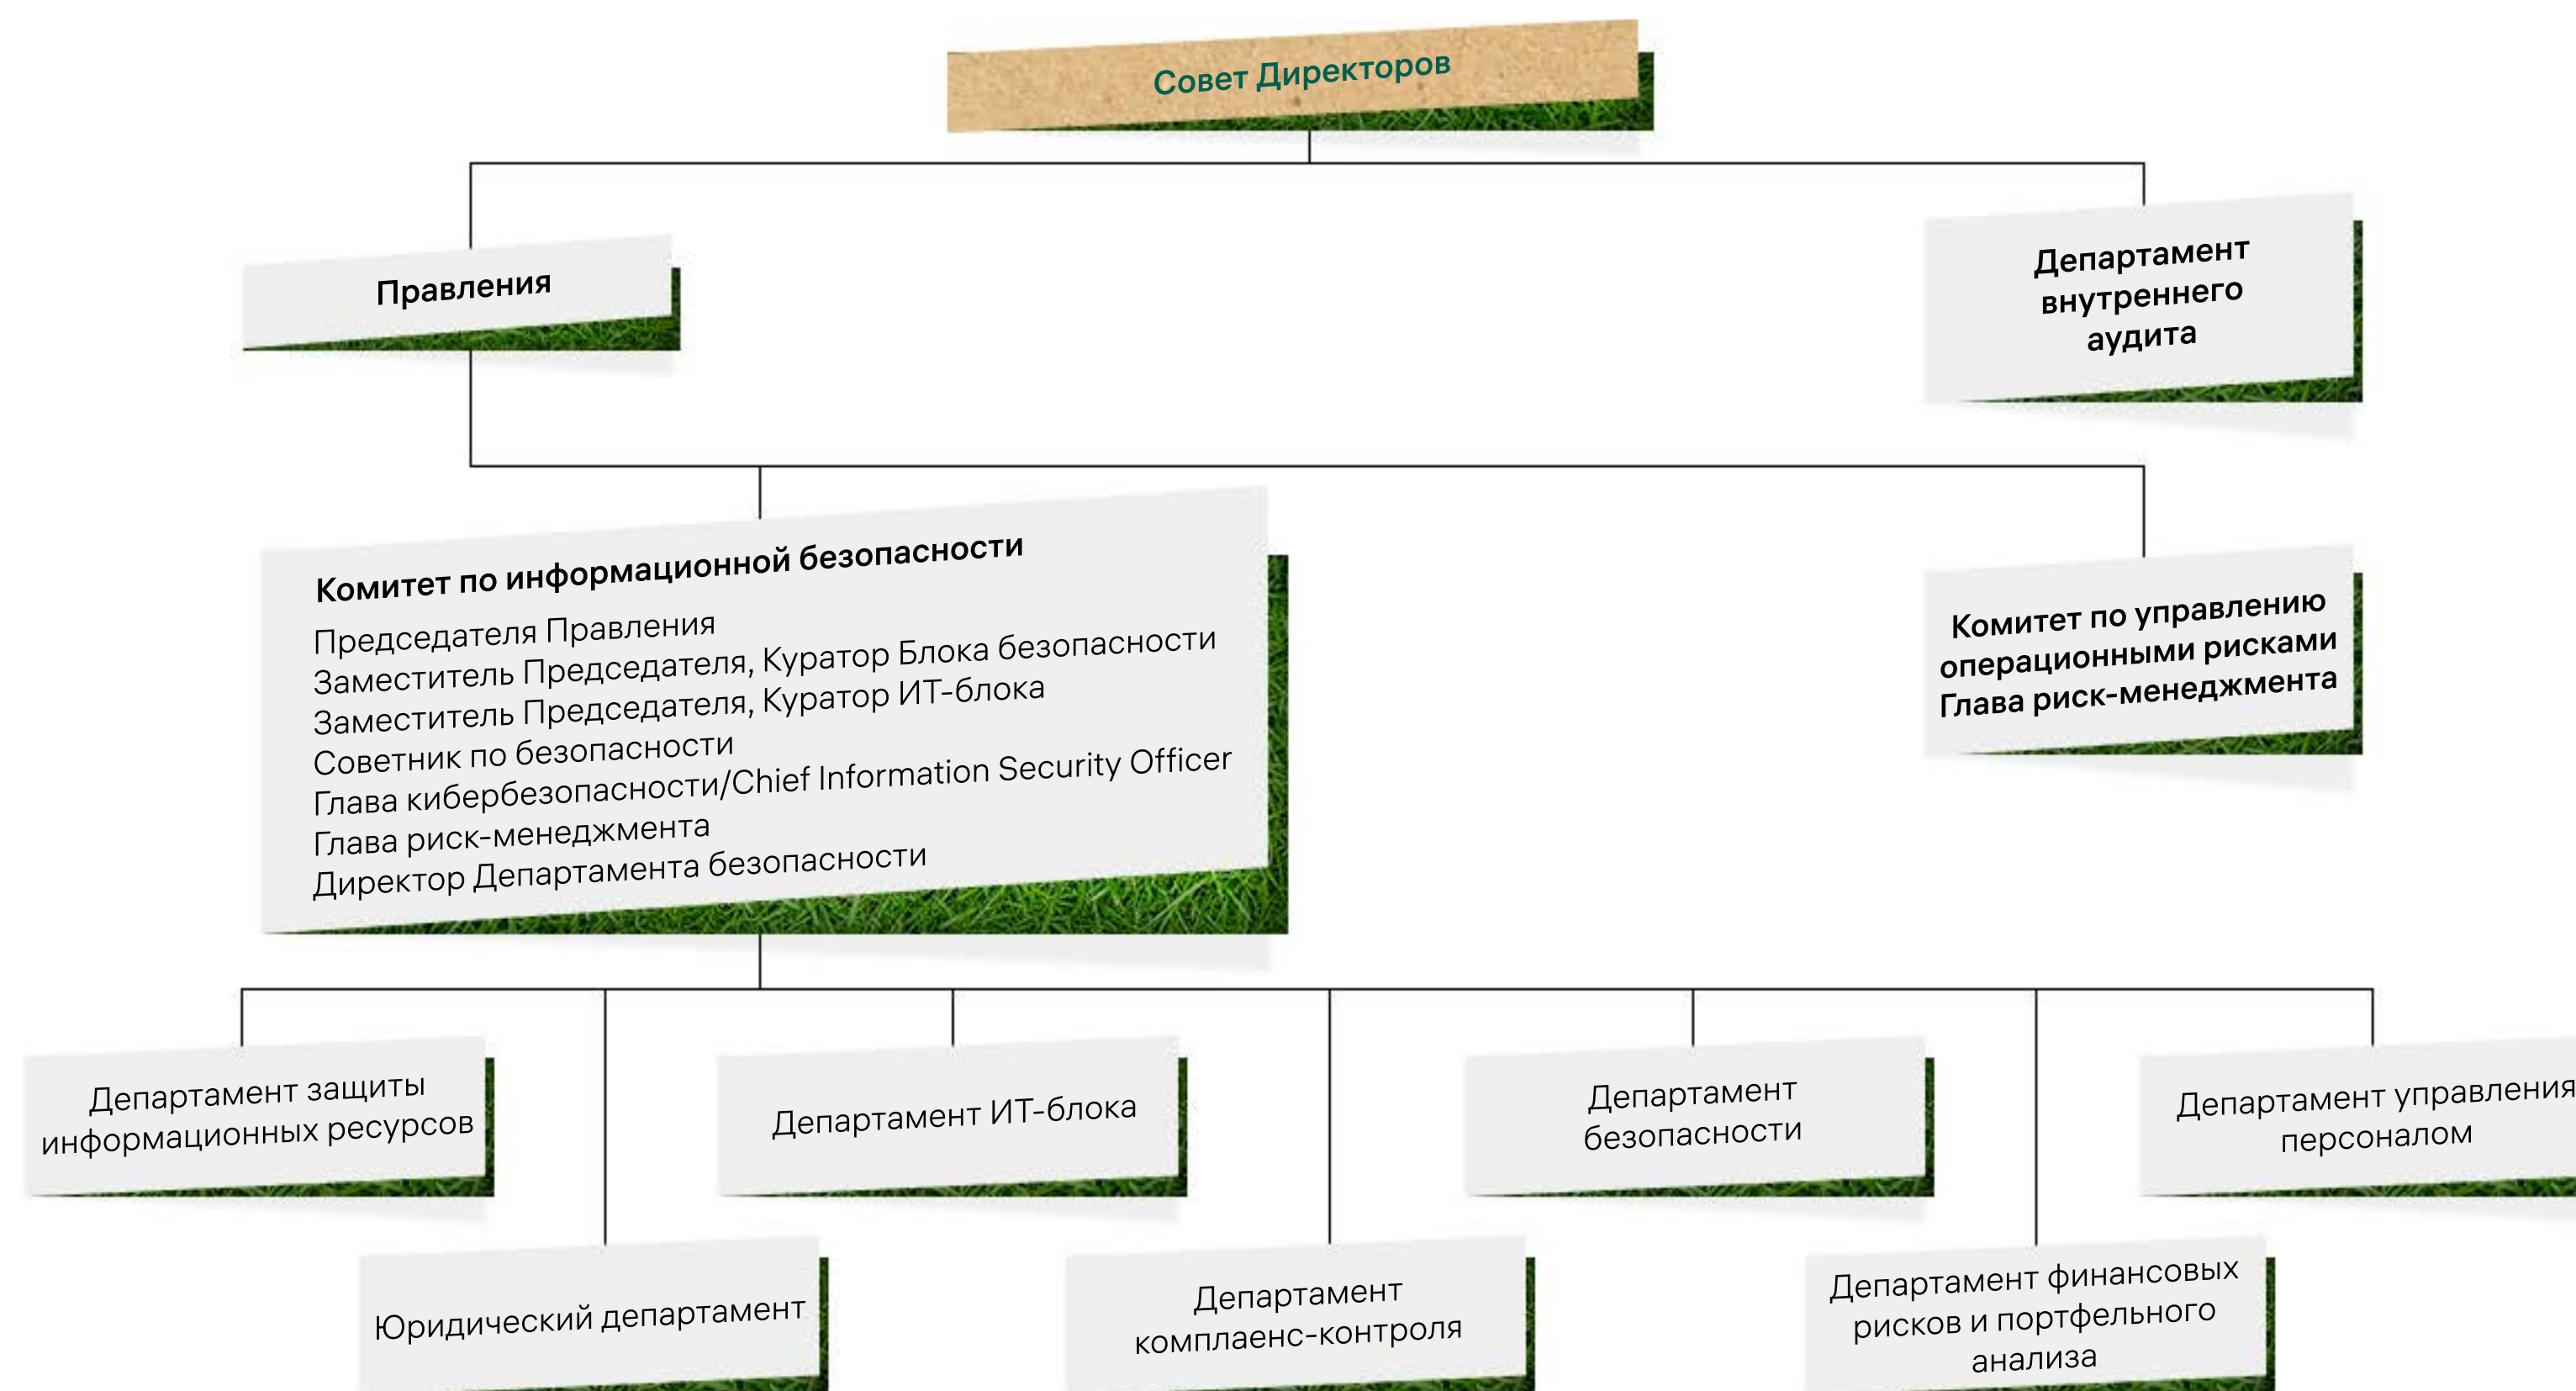 Совет Директоров
Правления
Департамент
внутреннего
аудита
Комитет по информационной безопасности
Председателя Правления
Заместитель Председателя, Куратор Блока безопасности
Заместитель Председателя, Куратор ИТ-блока
Советник по безопасности
Глава кибербезопасности/Chief Information Security Officer
Глава риск-менеджмента
Директор Департамента безопасности
Комитет по управлению
операционными рисками
Глава риск-менеджмента
Департамент защиты
информационных ресурсов
Департамент ИТ-блока
Департамент
безопасности
Департамент управления
персоналом
Юридический департамент
Департамент
комплаенс-контроля
Департамент финансовых
рисков и портфельного
анализа